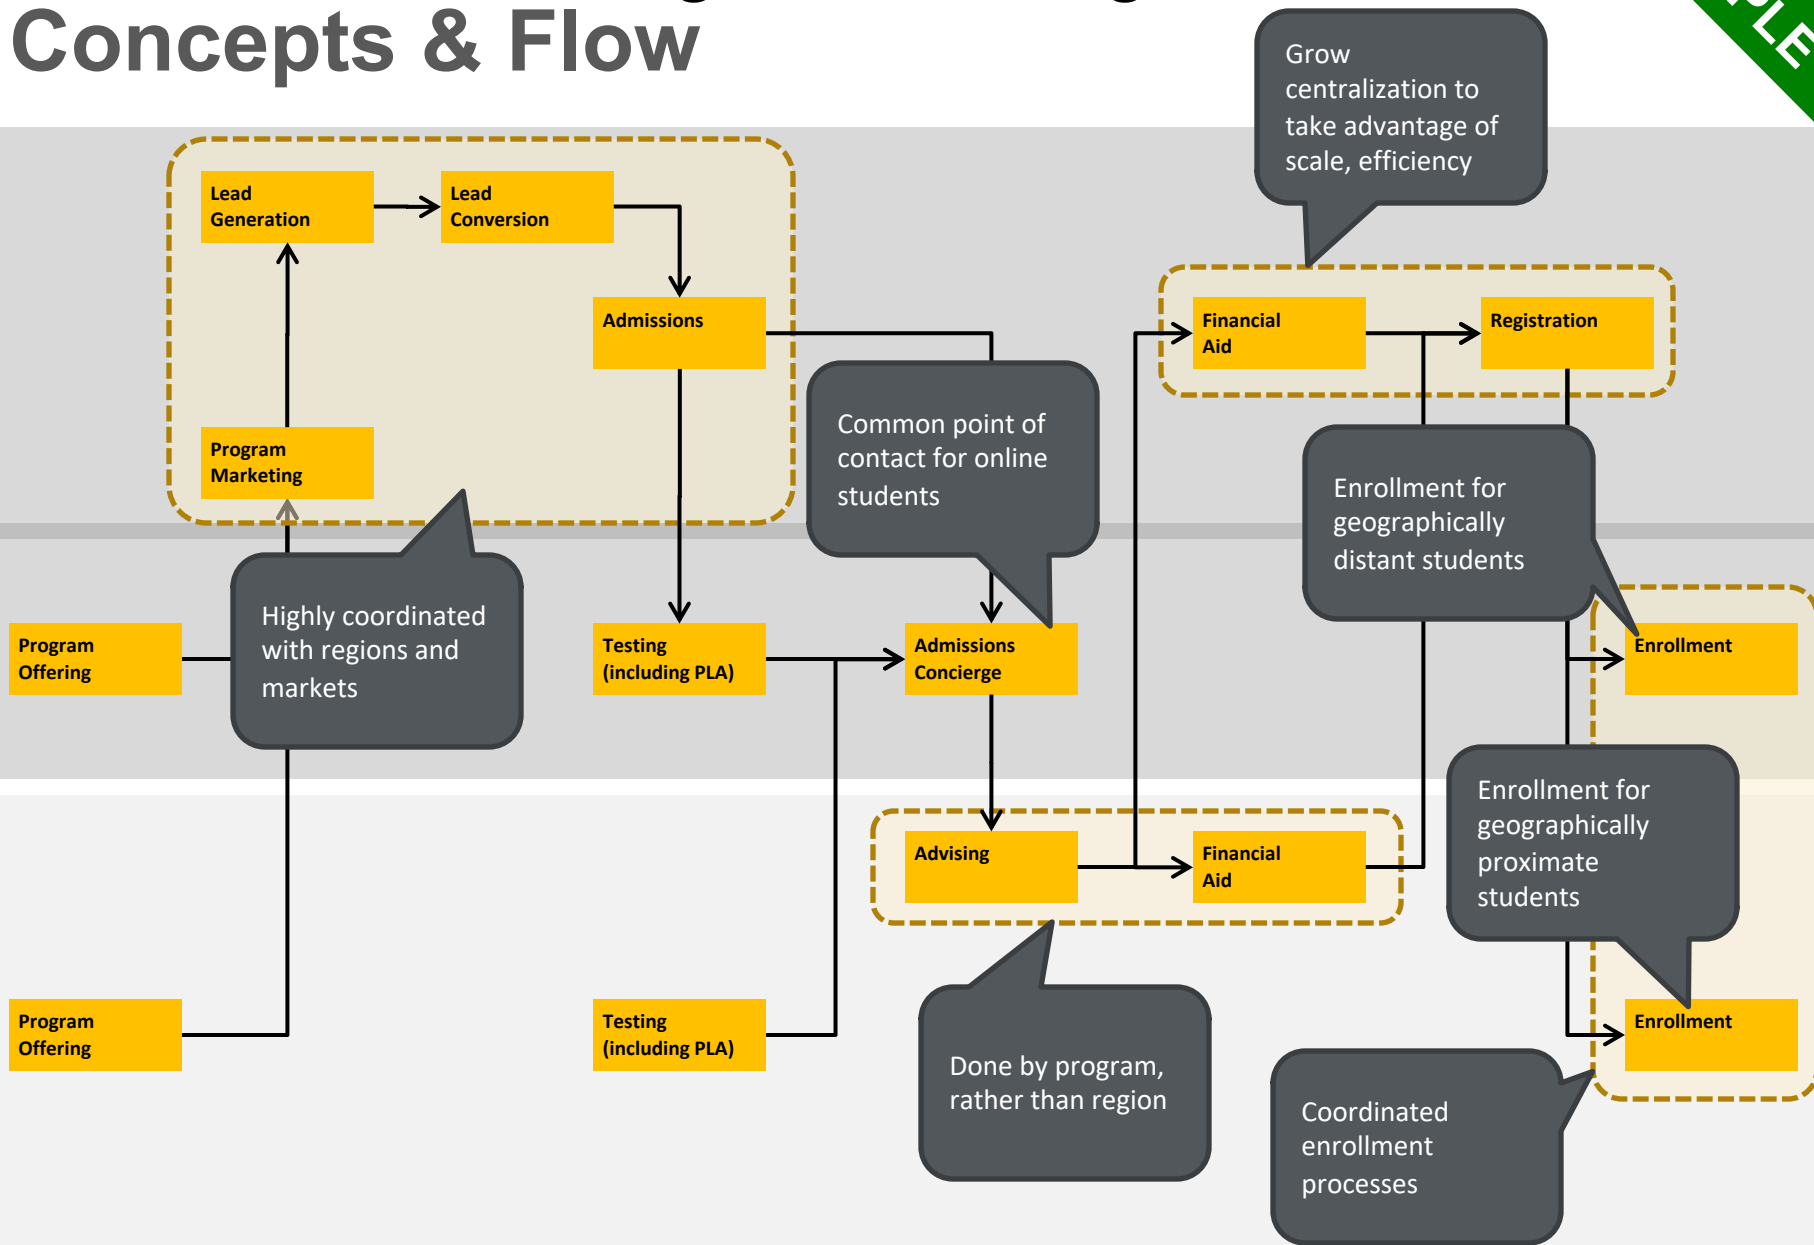 Concepts & Flow
Grow
centralization to
take advantage of
scale, efficiency
Lead
Generation
Lead
Conversion
Admissions
Financial
Aid
Registration
Program
Marketing
Common point of
contact for online
students
Enrollment for
geographically
distant students
Highly coordinated
with regions and
markets
Program
Offering
Testing
(including PLA)
Admissions
Concierge
Enrollment
Enrollment for
geographically
proximate
students
Advising
Financial
Aid
Program
Offering
Testing
(including PLA)
Done by program,
rather than region
Enrollment
Coordinated
enrollment
processes